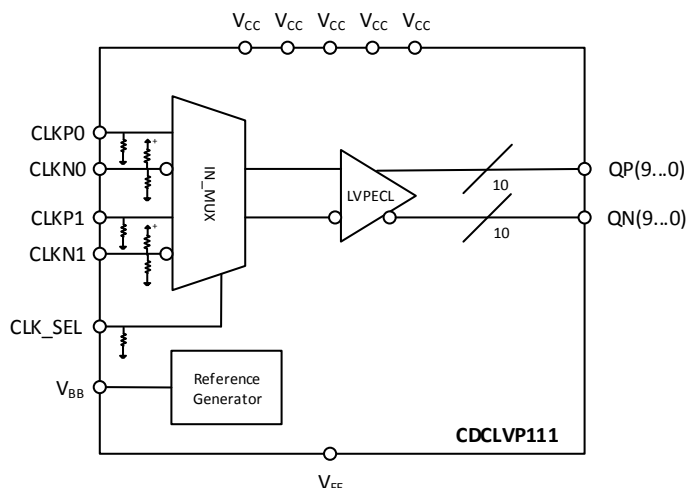 VCC VCC VCC VCC VCC
CLKP0
CLKN0
CLKP1
CLKN1
CLK_SEL
VBB
+
+
IN_MUX
LVPECL
10
10
QP(9...0)
QN(9...0)
Reference
Generator
CDCLVP111
VEE